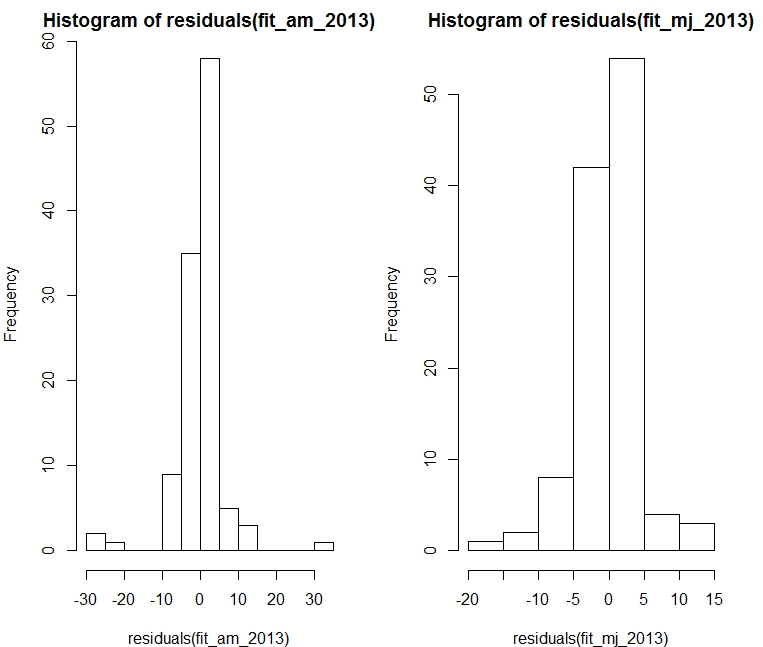 Histogram of residuals(fit_am_2013)
Frequency
60
50
40
30
20
10
0
-30 -20 -10 0 10 20 30
residuals(fit_am_2013)
Histogram of residuals(fit_mj_2013)
Frequency
50
40
30
20
10
0
-20 -10 -5 0 5 10 15
residuals(fit_mj_2013)